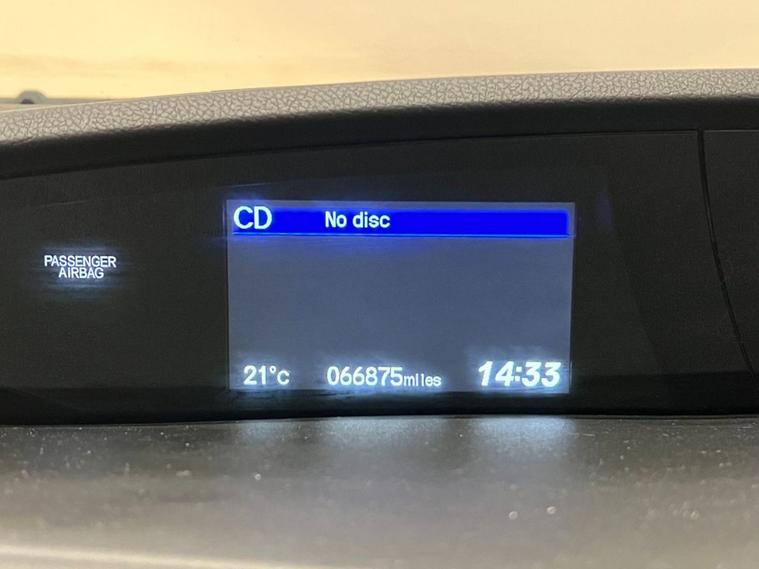 CD No disc
PASSENGER
AIRBAG
21°c 066875miles 14:33